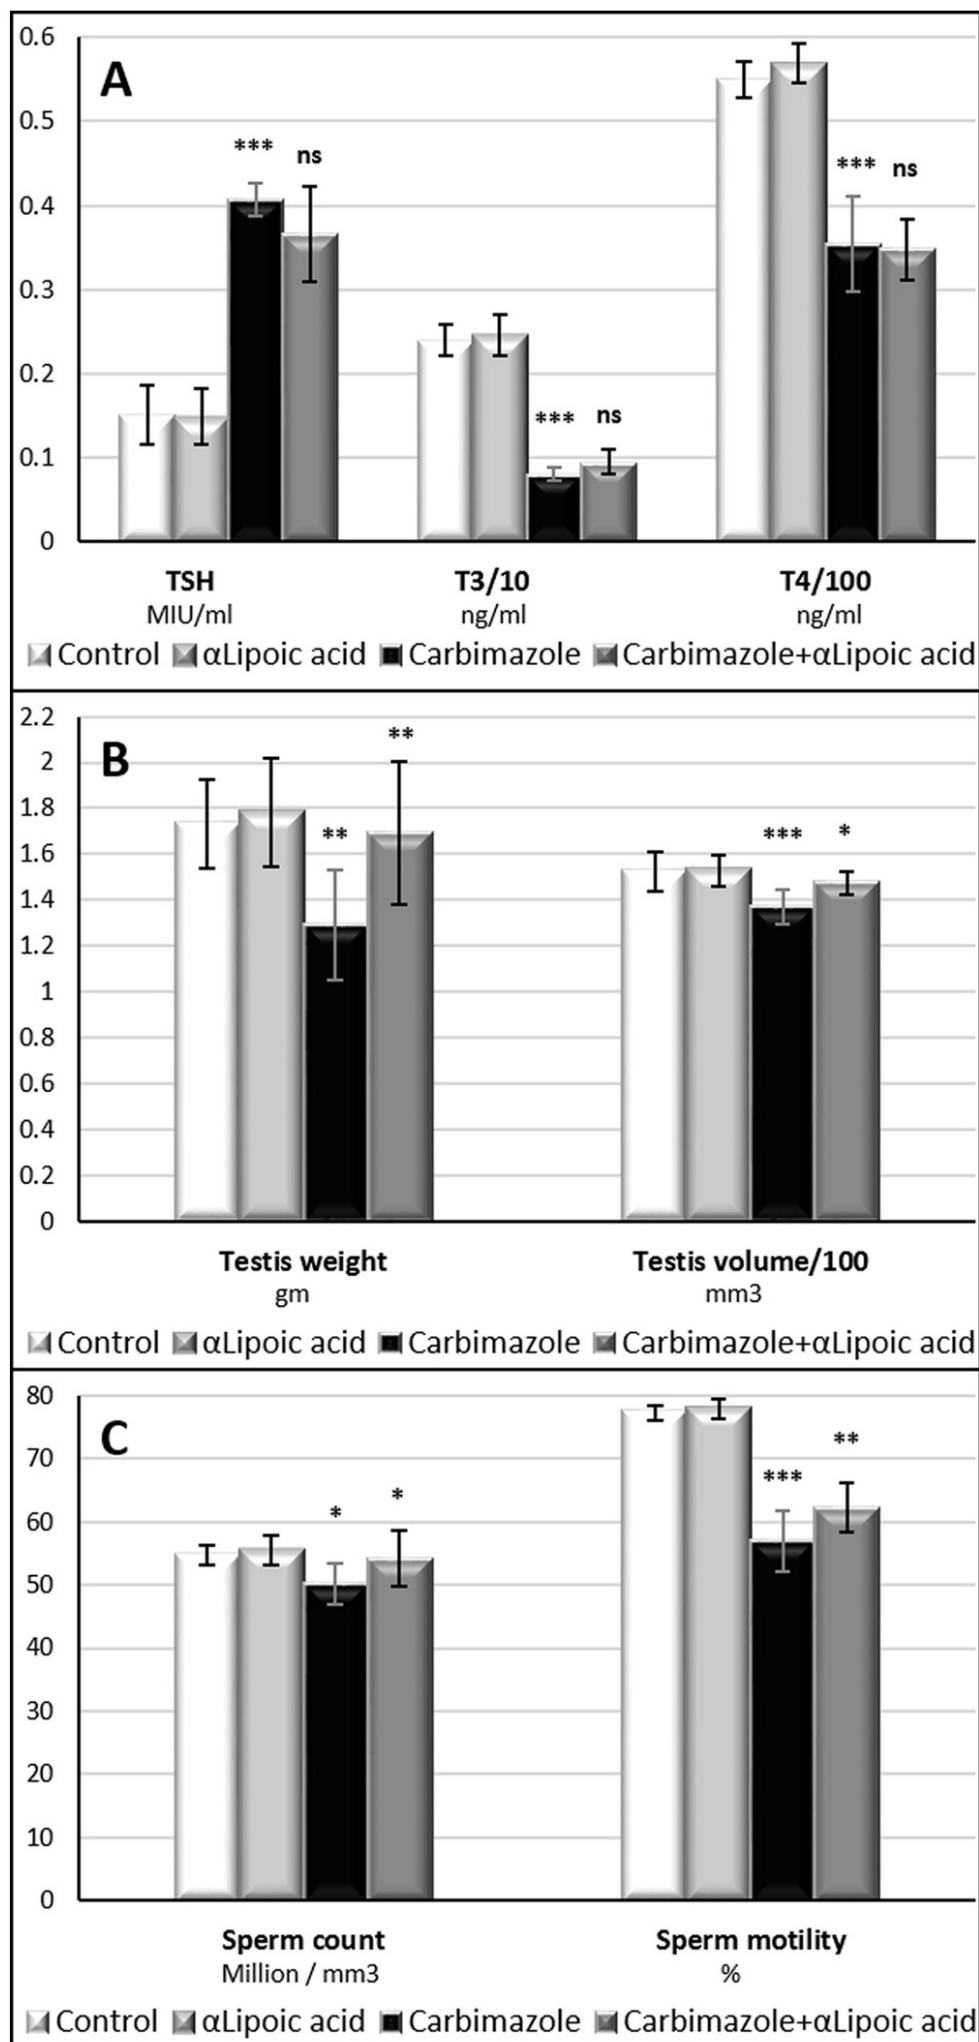 0.6
A
0.5
*** ns
0.4
*** ns
0.3
0.2
*** ns
0.1
0
TSH T3/10 T4/100
MIU/ml ng/ml ng/ml
Control αLipoic acid Carbimazole Carbimazole+αLipoic acid
2.2
B
2
**
1.8
** *** *
1.6
1.4
1.2
1
0.8
0.6
0.4
0.2
0
Testis weight Testis volume/100
gm mm3
Control αLipoic acid Carbimazole Carbimazole+αLipoic acid
80
C
70
*** **
60
* *
50
40
30
20
10
0
Sperm count Sperm motility
Million / mm3 %
Control αLipoic acid Carbimazole Carbimazole+αLipoic acid